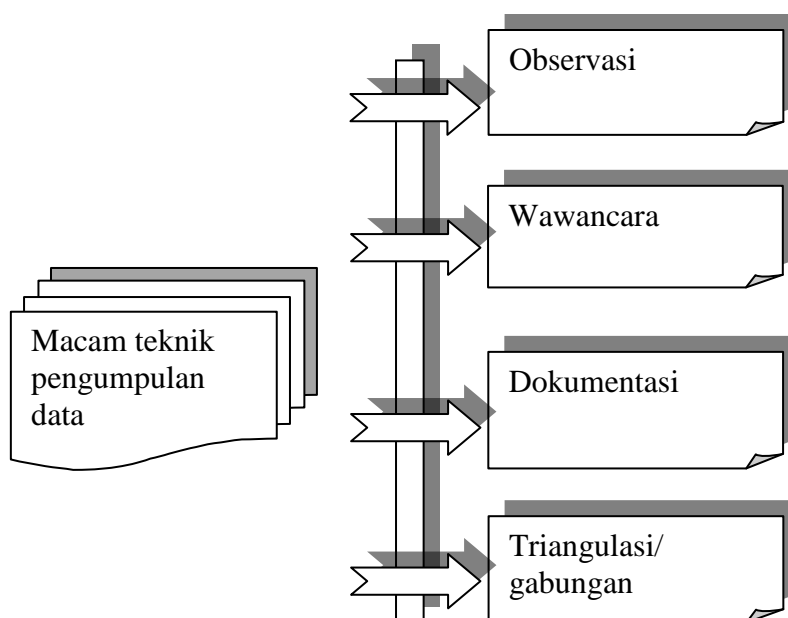 Observasi
Wawancara
Macam teknik
pengumpulan
data
Dokumentasi
Triangulasi/
gabungan